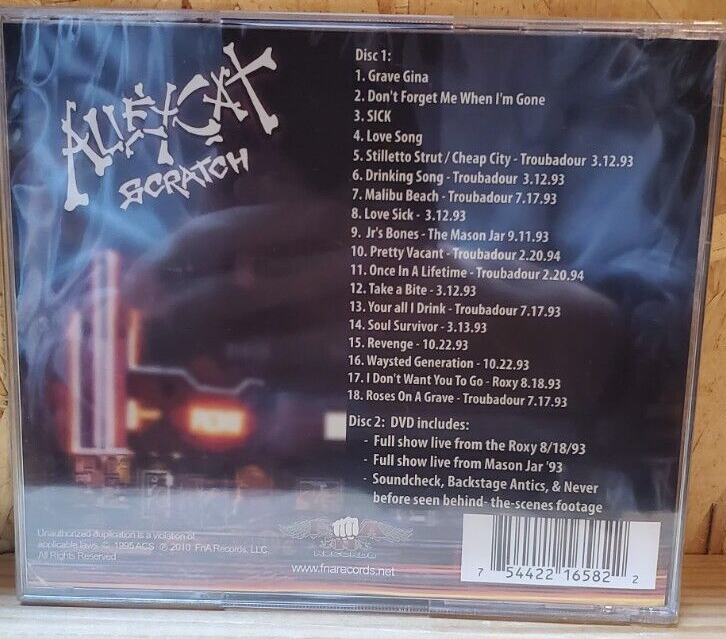 ALLEYCAT
SCRATCH
Disc 1:
1. Grave Gina
2. Don't Forget Me When I'm Gone
3. SICK
4. Love Song
5. Stilletto Strut / Cheap City - Troubadour 3.12.93
6. Drinking Song - Troubadour 3.12.93
7. Malibu Beach - Troubadour 7.17.93
8. Love Sick - 3.12.93
9. Jr's Bones - The Mason Jar 9.11.93
10. Pretty Vacant - Troubadour 2.20.94
11. Once In A Lifetime - Troubadour 2.20.94
12. Take a Bite - 3.12.93
13. Your all I Drink - Troubadour 7.17.93
14. Soul Survivor - 3.13.93
15. Revenge - 10.22.93
16. Waysted Generation - 10.22.93
17. I Don't Want You To Go - Roxy 8.18.93
18. Roses On A Grave - Troubadour 7.17.93
Disc 2: DVD includes:
- Full show live from the Roxy 8/18/93
- Full show live from Mason Jar '93
- Soundcheck, Backstage Antics, & Never
before seen behind- the-scenes footage
Unauthorized duplication is a violation of
applicable laws. © 1995 ACS ℗ 2010 FnA Records, LLC.
All Rights Reserved
www.fnarecords.net
7 54422 16582 2